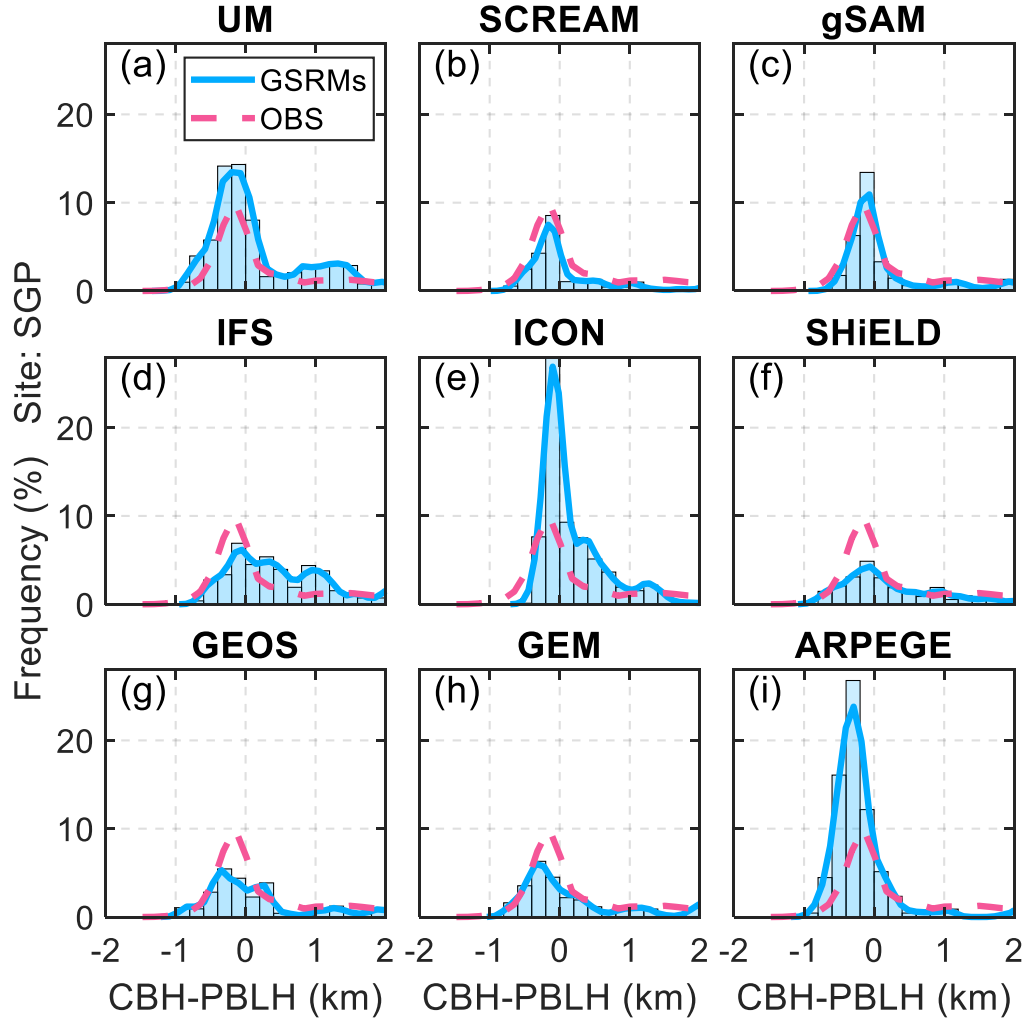 UM SCREAM gSAM
(a) (b) (c)
GSRMs
OBS
20
10
0
IFS ICON SHiELD
(d) (e) (f)
20
10
0
Frequency (%) Site: SGP
GEOS GEM ARPEGE
(g) (h) (i)
20
10
0
-2 -1 0 1 2 -2 -1 0 1 2 -2 -1 0 1 2
CBH-PBLH (km) CBH-PBLH (km) CBH-PBLH (km)